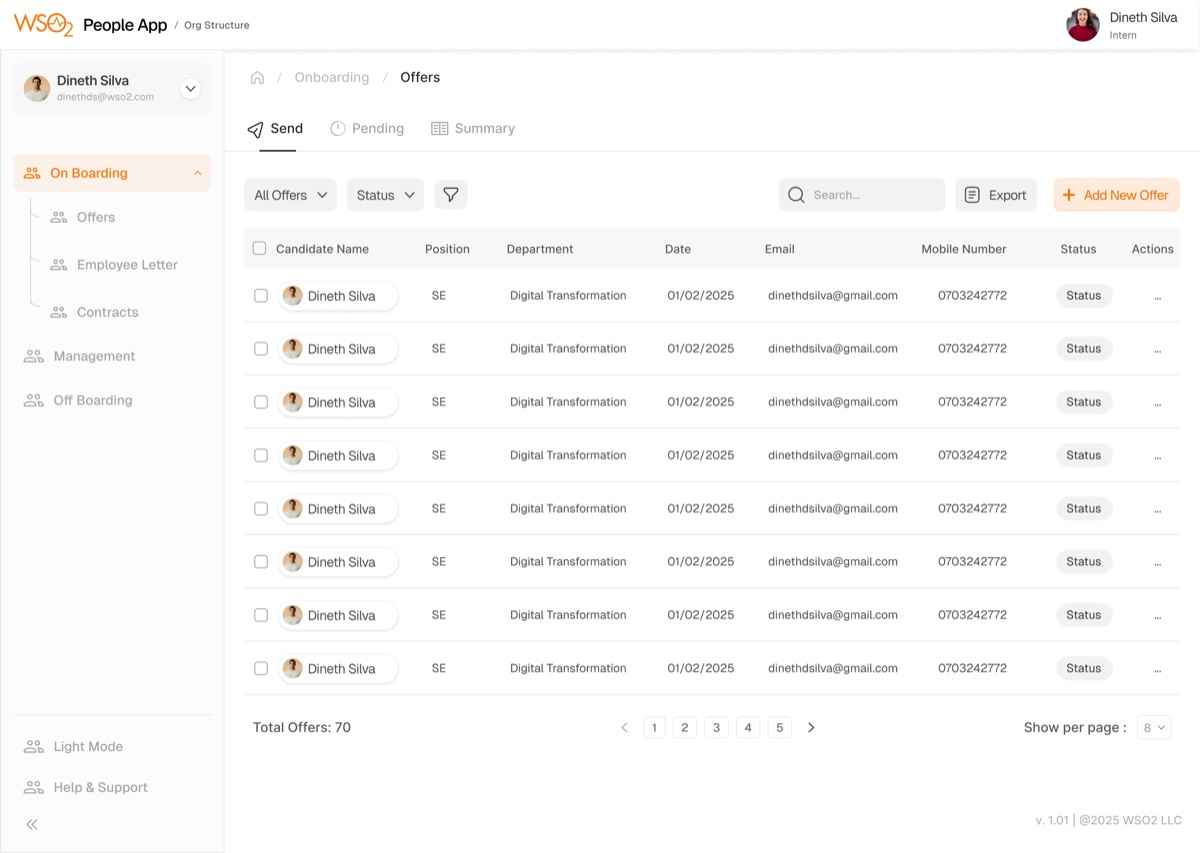 WSO2 People App / Org Structure
Dineth Silva
Intern
Dineth Silva
dinethds@wso2.com
/ Onboarding / Offers
Send Pending Summary
On Boarding
Offers
Employee Letter
Contracts
Management
Off Boarding
All Offers Status Search... Export + Add New Offer
Candidate Name Position Department Date Email Mobile Number Status Actions
Dineth Silva SE Digital Transformation 01/02/2025 dinethdsilva@gmail.com 0703242772 Status ...
Dineth Silva SE Digital Transformation 01/02/2025 dinethdsilva@gmail.com 0703242772 Status ...
Dineth Silva SE Digital Transformation 01/02/2025 dinethdsilva@gmail.com 0703242772 Status ...
Dineth Silva SE Digital Transformation 01/02/2025 dinethdsilva@gmail.com 0703242772 Status ...
Dineth Silva SE Digital Transformation 01/02/2025 dinethdsilva@gmail.com 0703242772 Status ...
Dineth Silva SE Digital Transformation 01/02/2025 dinethdsilva@gmail.com 0703242772 Status ...
Dineth Silva SE Digital Transformation 01/02/2025 dinethdsilva@gmail.com 0703242772 Status ...
Dineth Silva SE Digital Transformation 01/02/2025 dinethdsilva@gmail.com 0703242772 Status ...
Total Offers: 70 < 1 2 3 4 5 > Show per page : 8
Light Mode
Help & Support
v. 1.01 | @2025 WSO2 LLC